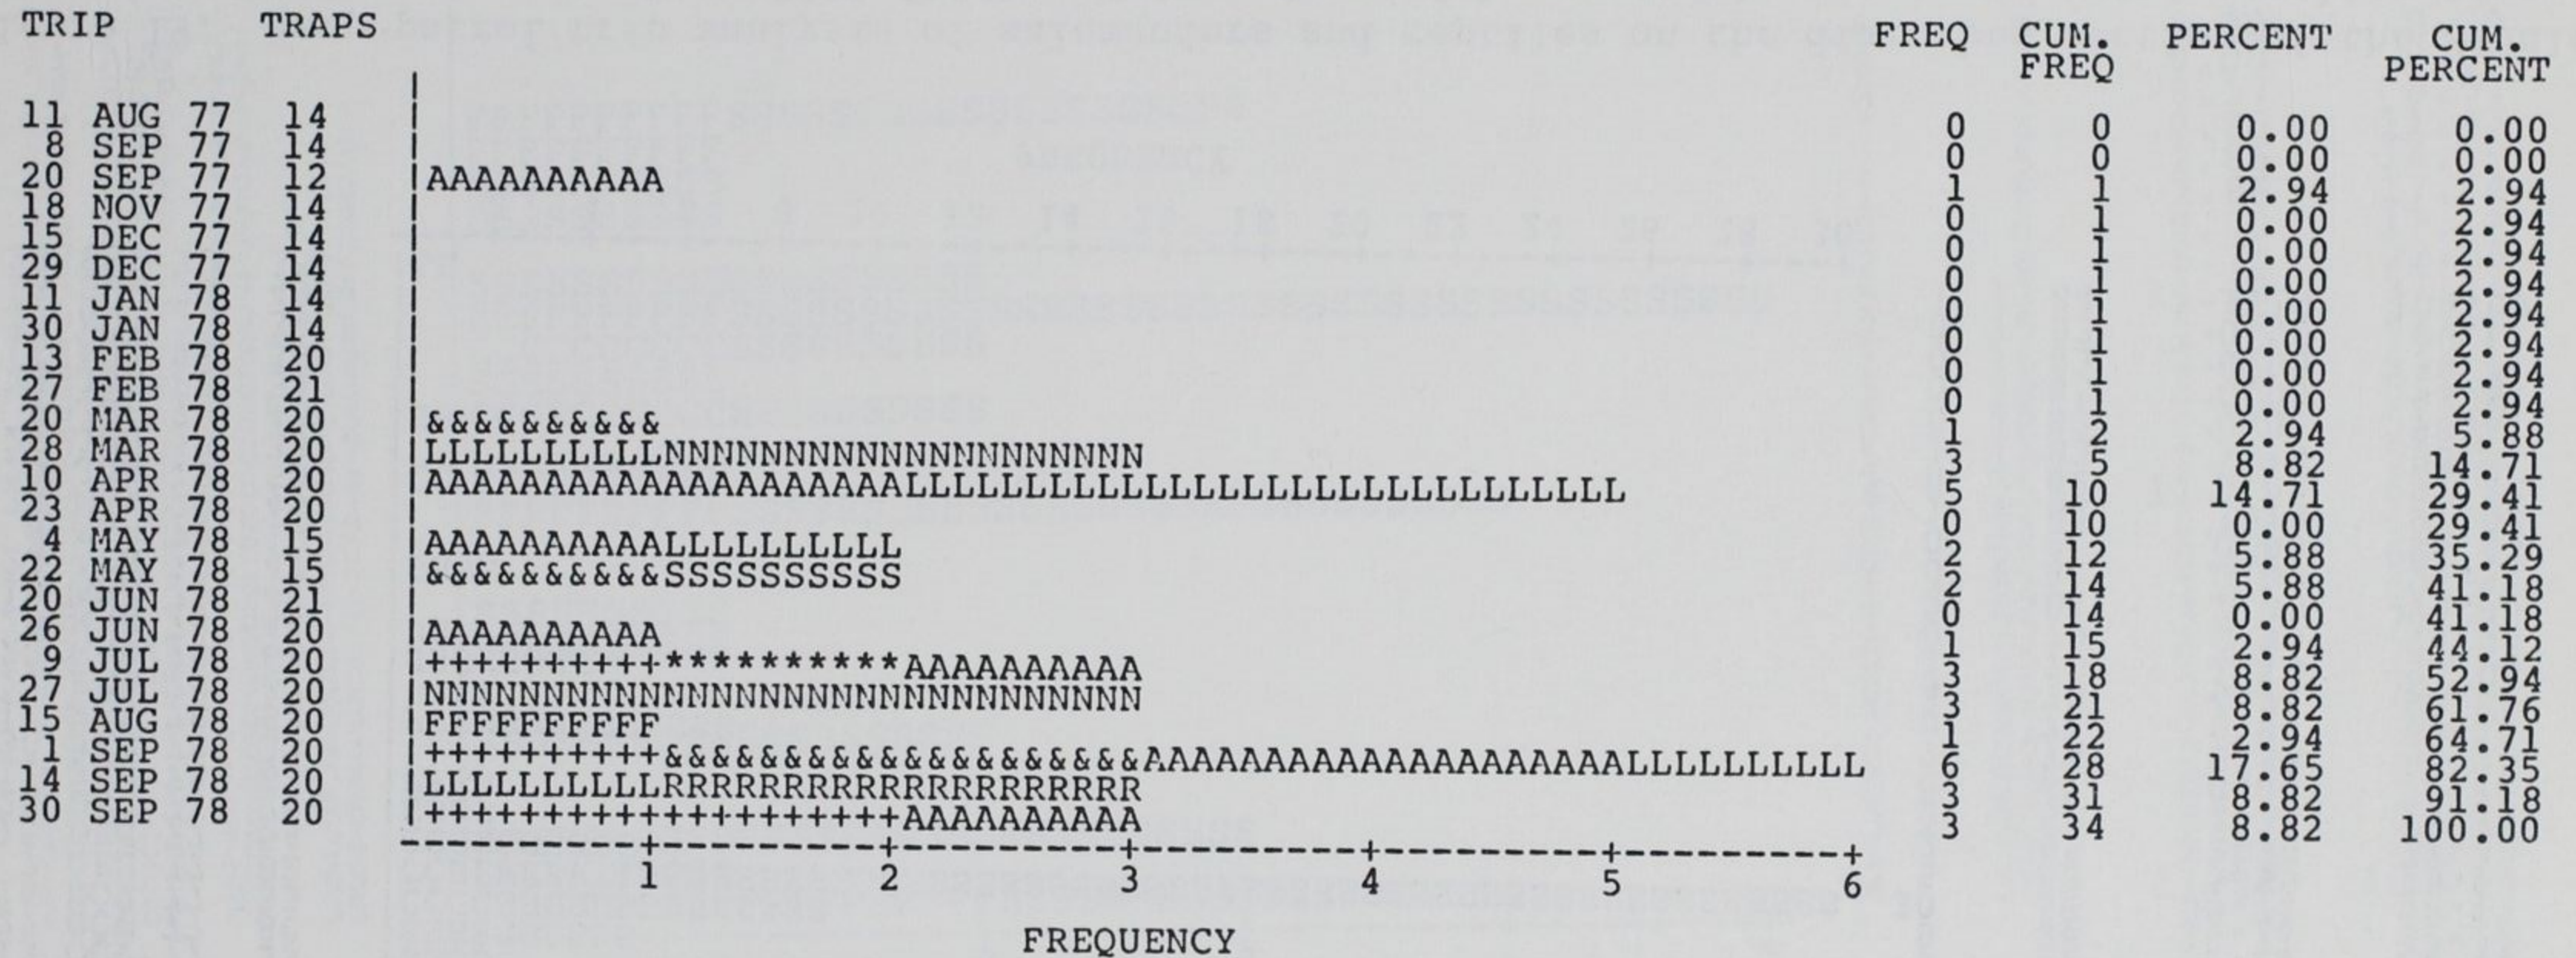 TRIP TRAPS FREQ CUM. FREQ PERCENT CUM. PERCENT
11 AUG 77 14 | 0 0 0.00 0.00
8 SEP 77 14 | 0 0 0.00 0.00
20 SEP 77 12 |AAAAAAAAAA 1 1 2.94 2.94
18 NOV 77 14 | 0 1 0.00 2.94
15 DEC 77 14 | 0 1 0.00 2.94
29 DEC 77 14 | 0 1 0.00 2.94
11 JAN 78 14 | 0 1 0.00 2.94
30 JAN 78 14 | 0 1 0.00 2.94
13 FEB 78 20 | 0 1 0.00 2.94
27 FEB 78 21 | 0 1 0.00 2.94
20 MAR 78 20 |&&&&&&&&&& 1 2 2.94 5.88
28 MAR 78 20 |LLLLLLLLLLNNNNNNNNNNNNNNNNNNNN 3 5 8.82 14.71
10 APR 78 20 |AAAAAAAAAAAAAAAAAAAALLLLLLLLLLLLLLLLLLLLLLLLLLLLLL 5 10 14.71 29.41
23 APR 78 20 | 0 10 0.00 29.41
4 MAY 78 15 |AAAAAAAAAALLLLLLLLLL 2 12 5.88 35.29
22 MAY 78 15 |&&&&&&&&&&SSSSSSSSSS 2 14 5.88 41.18
20 JUN 78 21 | 0 14 0.00 41.18
26 JUN 78 20 |AAAAAAAAAA 1 15 2.94 44.12
9 JUL 78 20 |++++++++++**********AAAAAAAAAA 3 18 8.82 52.94
27 JUL 78 20 |NNNNNNNNNNNNNNNNNNNNNNNNNNNNNN 3 21 8.82 61.76
15 AUG 78 20 |FFFFFFFFFF 1 22 2.94 64.71
1 SEP 78 20 |++++++++++&&&&&&&&&&&&&&&&&&&&AAAAAAAAAAAAAAAAAAAALLLLLLLLLL 6 28 17.65 82.35
14 SEP 78 20 |LLLLLLLLLLRRRRRRRRRRRRRRRRRRRR 3 31 8.82 91.18
30 SEP 78 20 |++++++++++++++++++++AAAAAAAAAA 3 34 8.82 100.00
1 2 3 4 5 6
FREQUENCY